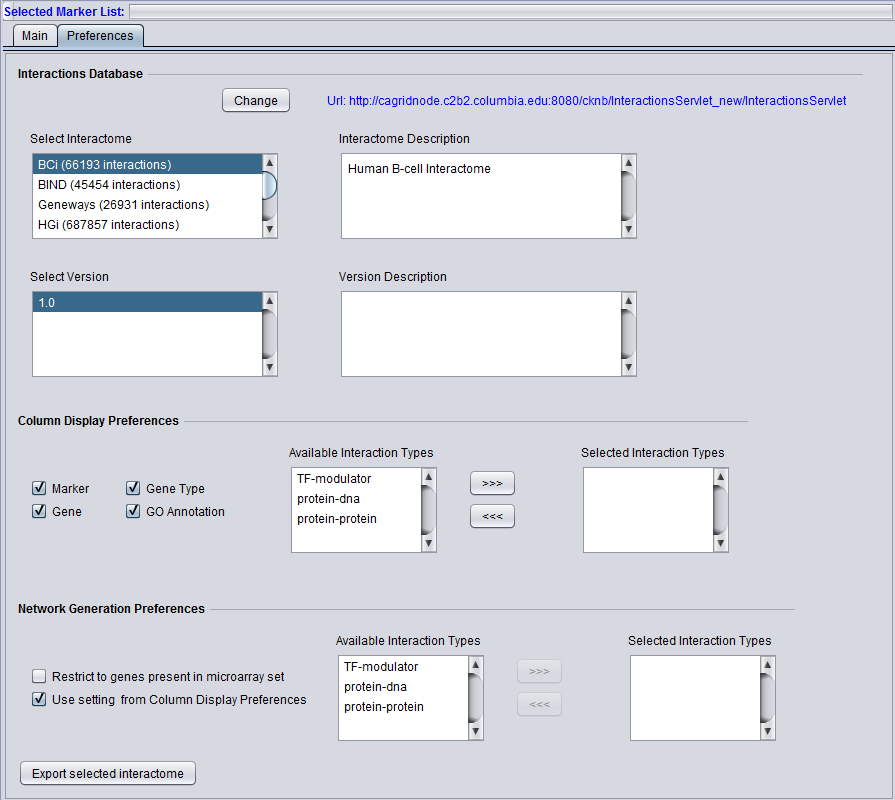 Selected Marker List:
Main Preferences
Interactions Database
Change Url: http://cagridnode.c2b2.columbia.edu:8080/cknb/InteractionsServlet_new/InteractionsServlet
Select Interactome Interactome Description
BCi (66193 interactions) Human B-cell Interactome
BIND (45454 interactions)
Geneways (26931 interactions)
HGi (687857 interactions)
Select Version Version Description
1.0
Column Display Preferences
Available Interaction Types Selected Interaction Types
TF-modulator
Marker Gene Type >>>
protein-dna
Gene GO Annotation <<<
protein-protein
Network Generation Preferences
Available Interaction Types Selected Interaction Types
TF-modulator
Restrict to genes present in microarray set >>>
protein-dna
Use setting from Column Display Preferences <<<
protein-protein
Export selected interactome